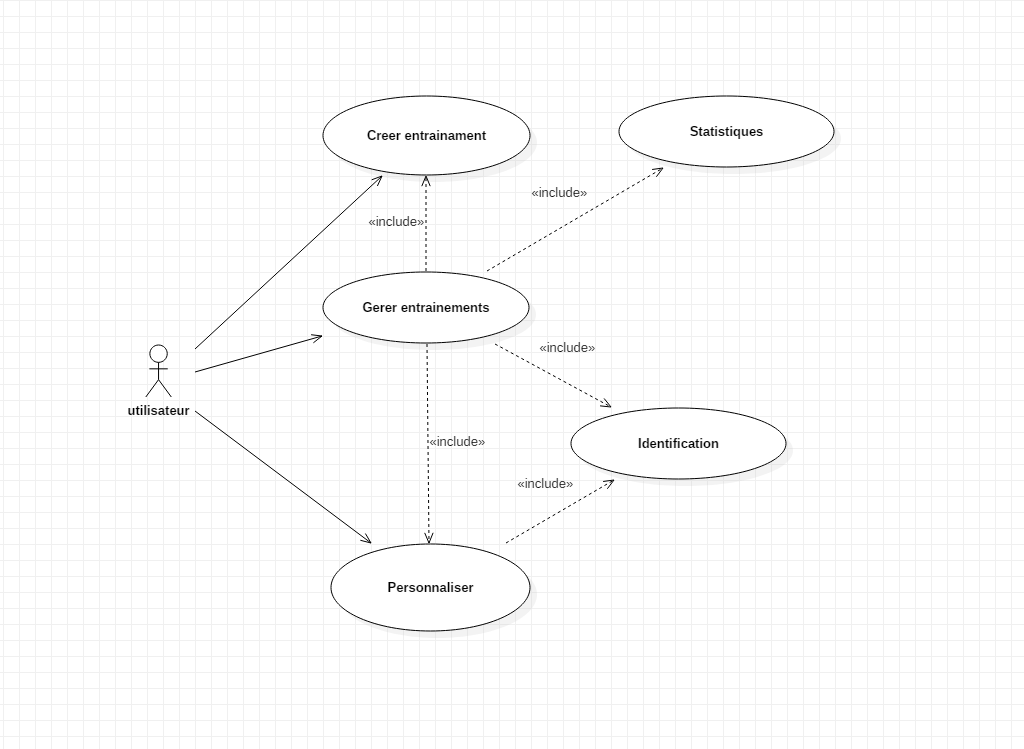 Creer entrainament
Statistiques
«include»
«include»
Gerer entrainements
«include»
utilisateur
«include»
Identification
«include»
Personnaliser